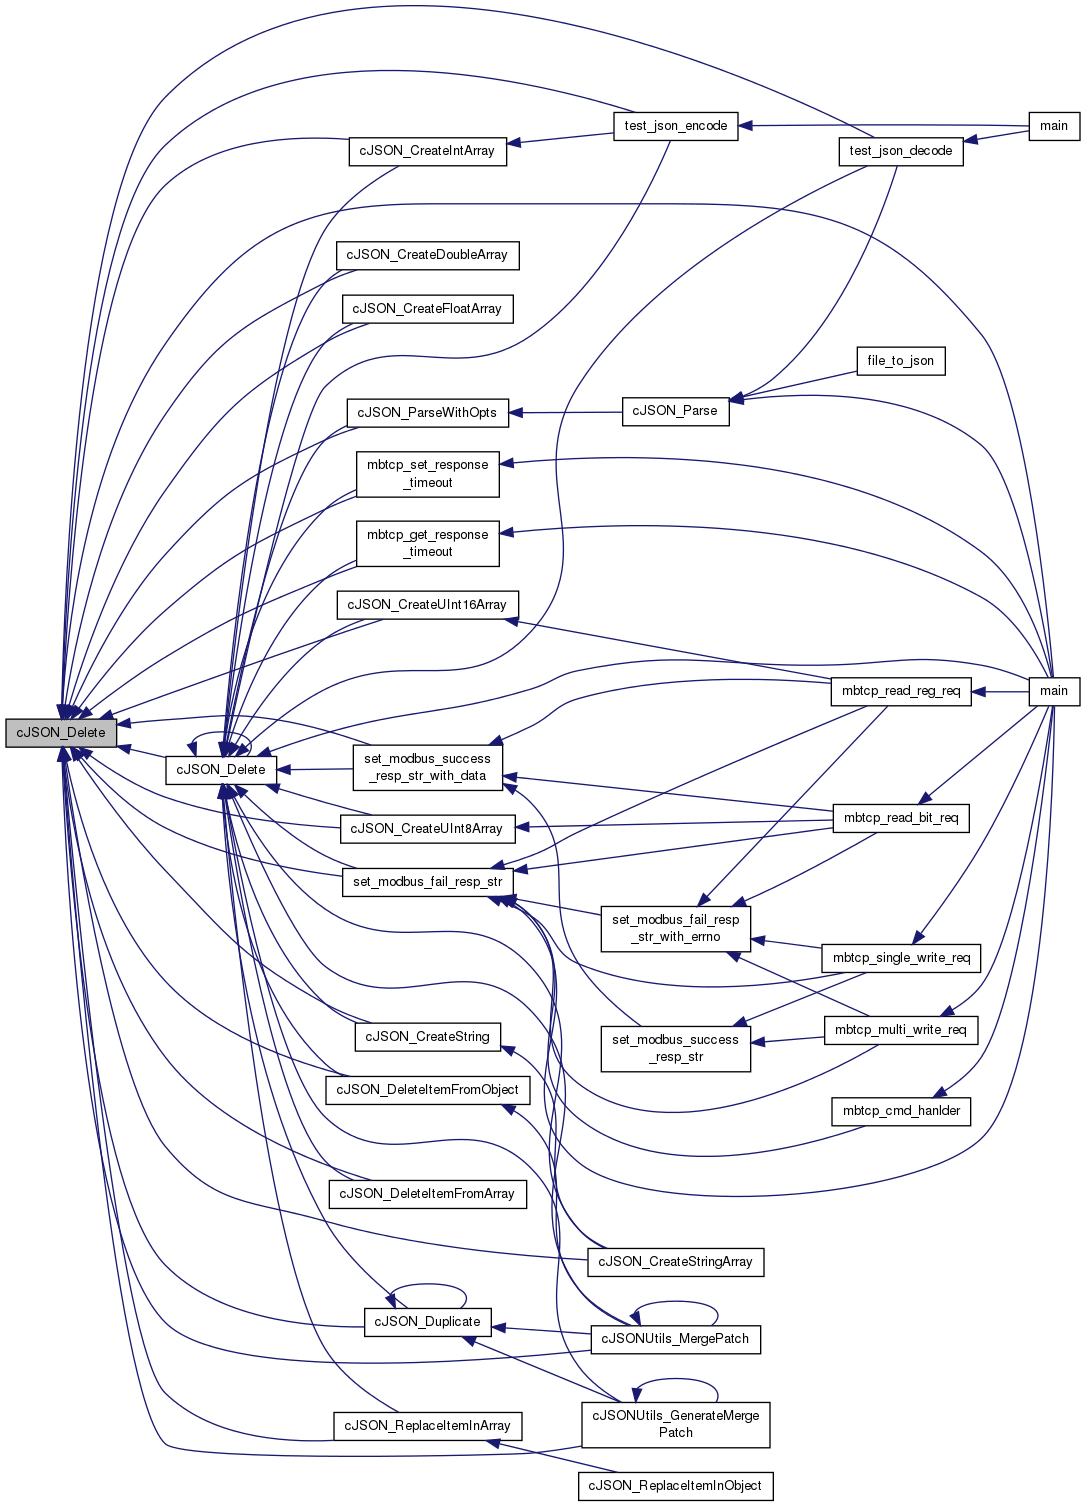 test_json_encode
main
cJSON_CreateIntArray
test_json_decode
cJSON_CreateDoubleArray
cJSON_CreateFloatArray
file_to_json
cJSON_ParseWithOpts
cJSON_Parse
mbtcp_set_response
_timeout
mbtcp_get_response
_timeout
cJSON_CreateUInt16Array
mbtcp_read_reg_req
main
cJSON_Delete
cJSON_Delete
set_modbus_success
_resp_str_with_data
mbtcp_read_bit_req
cJSON_CreateUInt8Array
set_modbus_fail_resp_str
set_modbus_fail_resp
_str_with_errno
mbtcp_single_write_req
cJSON_CreateString
set_modbus_success
_resp_str
mbtcp_multi_write_req
cJSON_DeleteItemFromObject
mbtcp_cmd_hanlder
cJSON_DeleteItemFromArray
cJSON_CreateStringArray
cJSON_Duplicate
cJSONUtils_MergePatch
cJSON_ReplaceItemInArray
cJSONUtils_GenerateMerge
Patch
cJSON_ReplaceItemInObject